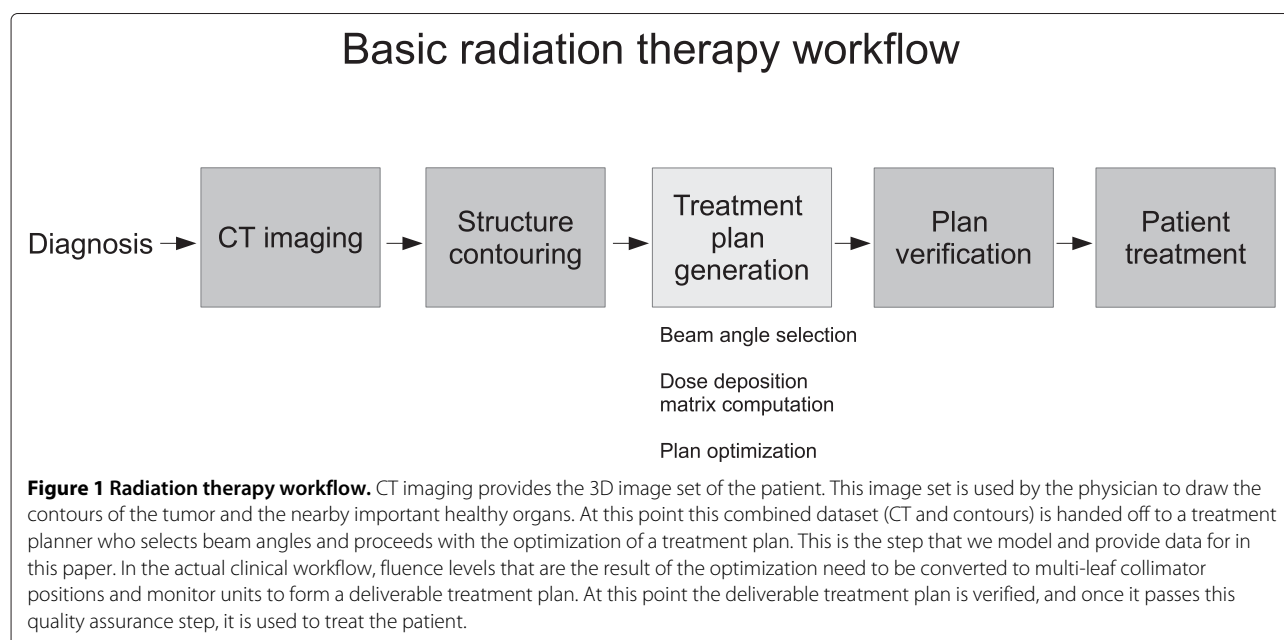 Basic radiation therapy workflow
Diagnosis
CT imaging
Structure
contouring
Treatment
plan
generation
Plan
verification
Patient
treatment
Beam angle selection
Dose deposition
matrix computation
Plan optimization
Figure 1 Radiation therapy workflow. CT imaging provides the 3D image set of the patient. This image set is used by the physician to draw the
contours of the tumor and the nearby important healthy organs. At this point this combined dataset (CT and contours) is handed off to a treatment
planner who selects beam angles and proceeds with the optimization of a treatment plan. This is the step that we model and provide data for in
this paper. In the actual clinical workflow, fluence levels that are the result of the optimization need to be converted to multi-leaf collimator
positions and monitor units to form a deliverable treatment plan. At this point the deliverable treatment plan is verified, and once it passes this
quality assurance step, it is used to treat the patient.